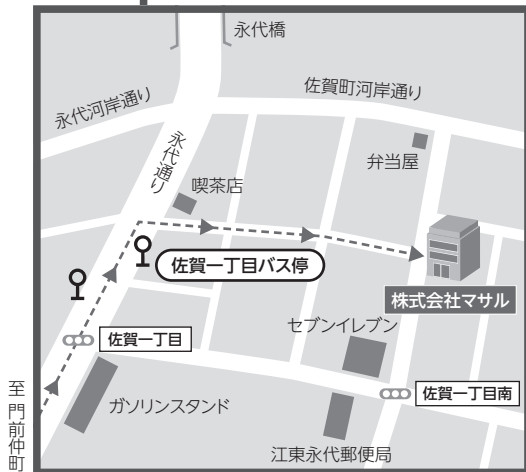 永代橋
佐賀町河岸通り
永代河岸通り
永代通り
弁当屋
喫茶店
佐賀一丁目バス停
株式会社マサル
セブンイレブン
佐賀一丁目
佐賀一丁目南
ガソリンスタンド
江東永代郵便局
至 門前仲町